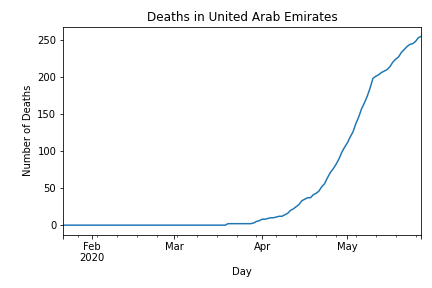 Deaths in United Arab Emirates
Number of Deaths
250
200
150
100
50
0
Feb
2020
Mar
Apr
May
Day